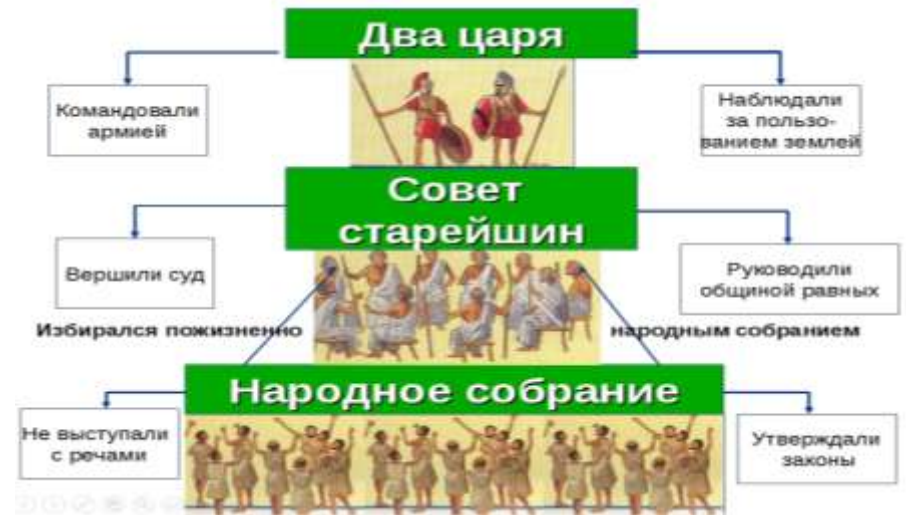 Два царя
Командовали
армией
Наблюдали
за пользо-
ванием землей
Совет
старейшин
Вершили суд
Руководили
общиной равных
Избирался пожизненно народным собранием
Народное собрание
Не выступали
с речами
Утверждали
законы